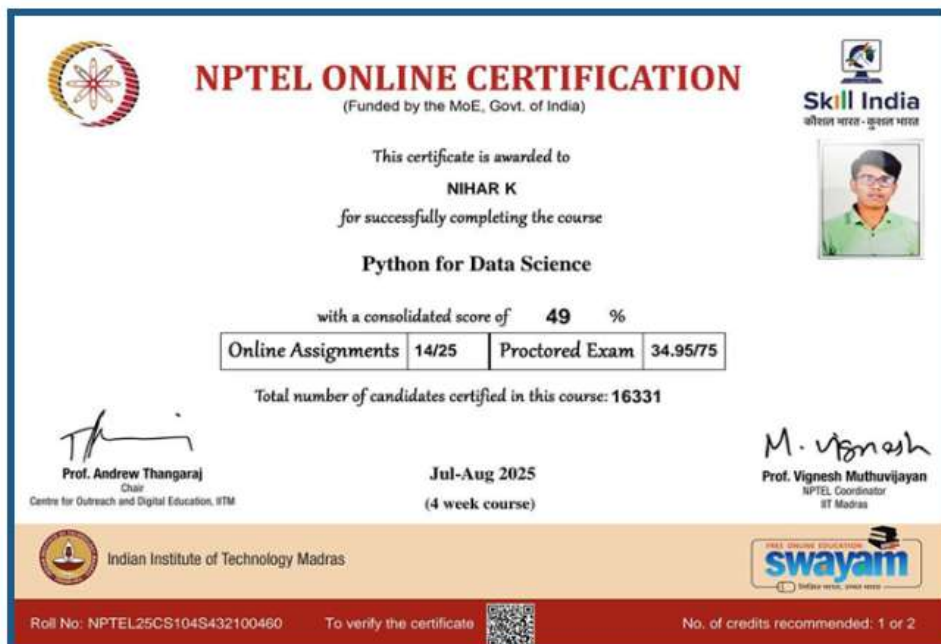 NPTEL ONLINE CERTIFICATION
(Funded by the MoE, Govt. of India)
Skill India
कौशल भारत - कुशल भारत
This certificate is awarded to
NIHAR K
for successfully completing the course
Python for Data Science
with a consolidated score of 49 %
Online Assignments 14/25 Proctored Exam 34.95/75
Total number of candidates certified in this course: 16331
Prof. Andrew Thangaraj
Chair
Centre for Outreach and Digital Education, IITM
Jul-Aug 2025
(4 week course)
M. Vignesh
Prof. Vignesh Muthuvijayan
NPTEL Coordinator
IIT Madras
Indian Institute of Technology Madras
FREE ONLINE EDUCATION
swayam
शिक्षित भारत, उन्नत भारत
Roll No: NPTEL25CS104S432100460
To verify the certificate
No. of credits recommended: 1 or 2